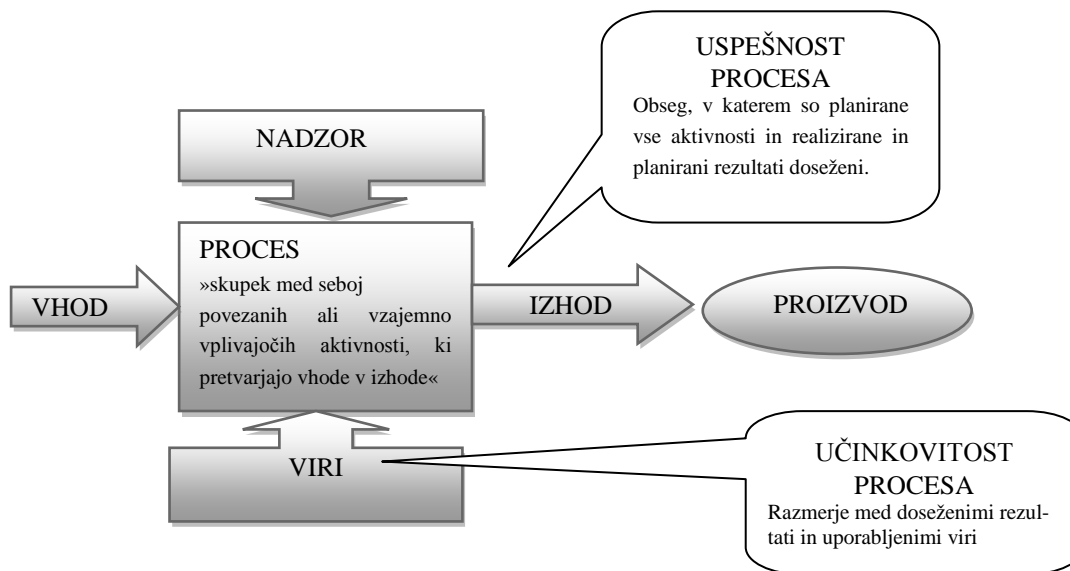 USPEŠNOST
PROCESA
Obseg, v katerem so planirane
vse aktivnosti in realizirane in
planirani rezultati doseženi.
NADZOR
PROCES
»skupek med seboj
povezanih ali vzajemno
vplivajočih aktivnosti, ki
pretvarjajo vhode v izhode«
VHOD
IZHOD
PROIZVOD
VIRI
UČINKOVITOST
PROCESA
Razmerje med doseženimi rezul-
tati in uporabljenimi viri